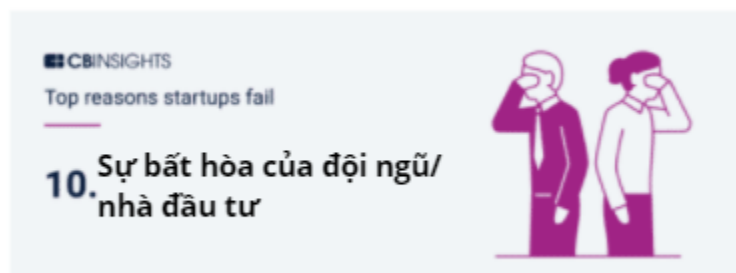 CBINSIGHTS
Top reasons startups fail
10. Sự bất hòa của đội ngũ/
nhà đầu tư